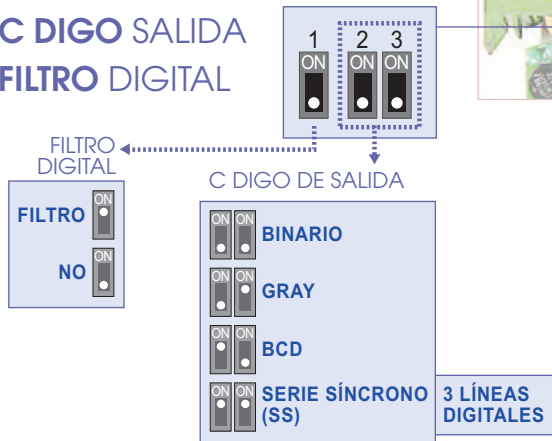 C DIGO SALIDA
FILTRO DIGITAL
1 2 3
ON ON ON
FILTRO
DIGITAL
C DIGO DE SALIDA
FILTRO ON
NO ON
ON ON BINARIO
ON ON GRAY
ON ON BCD
ON ON SERIE SÍNCRONO
(SS)
3 LÍNEAS
DIGITALES